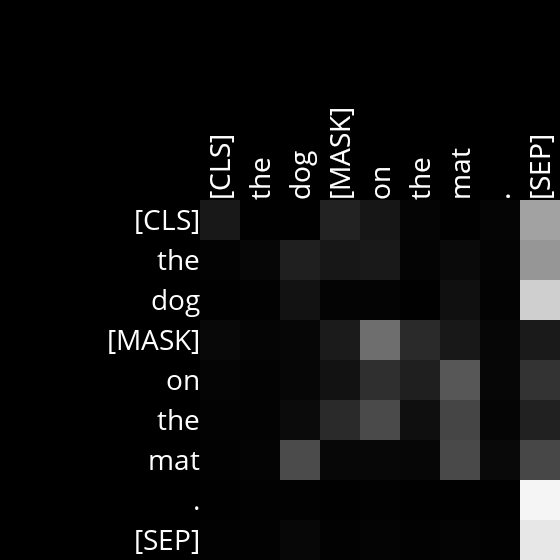 [CLS] the dog [MASK] on the mat . [SEP]
[CLS]
the
dog
[MASK]
on
the
mat
.
[SEP]